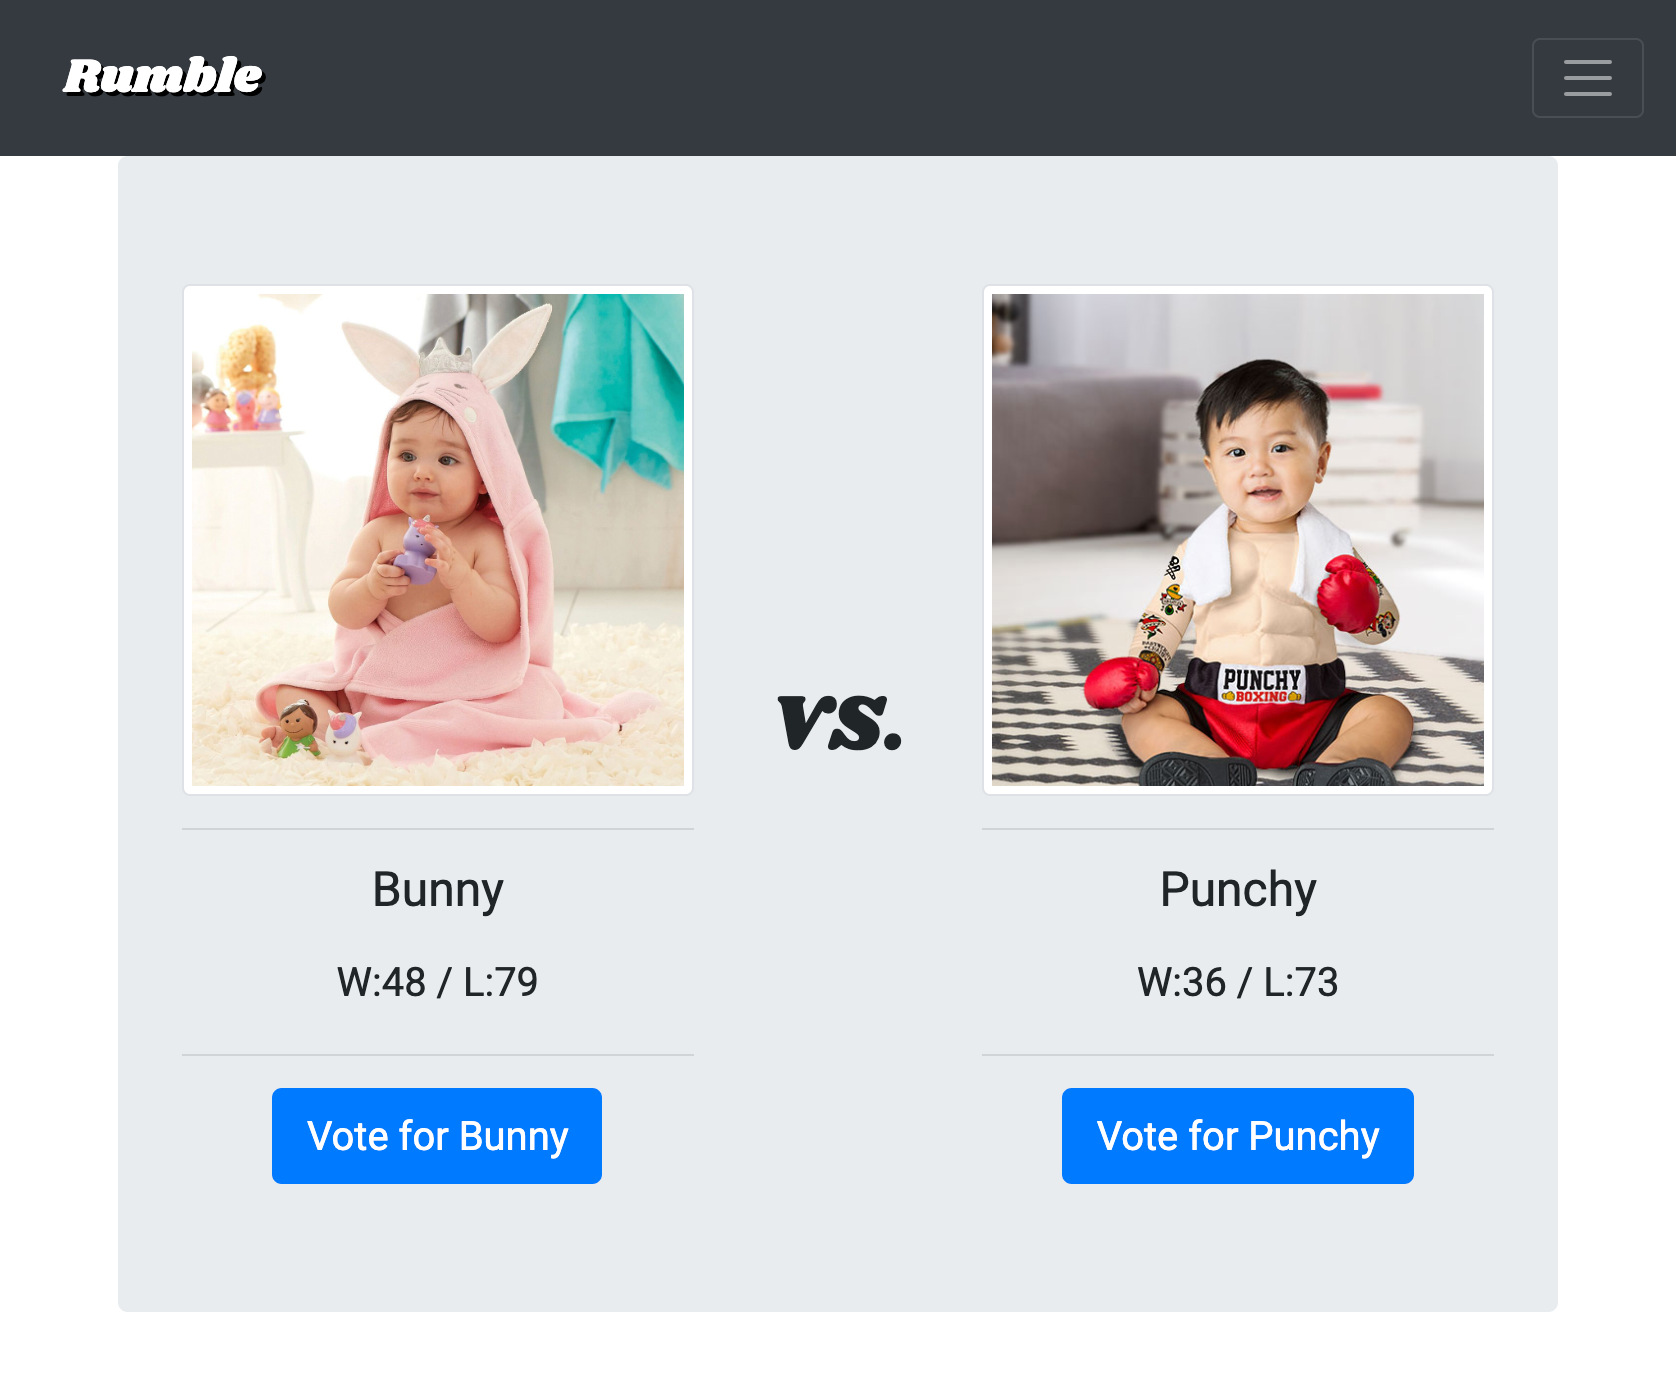 Rumble
vs.
PUNCHY
BOXING
Bunny
Punchy
W:48 / L:79
W:36 / L:73
Vote for Bunny
Vote for Punchy